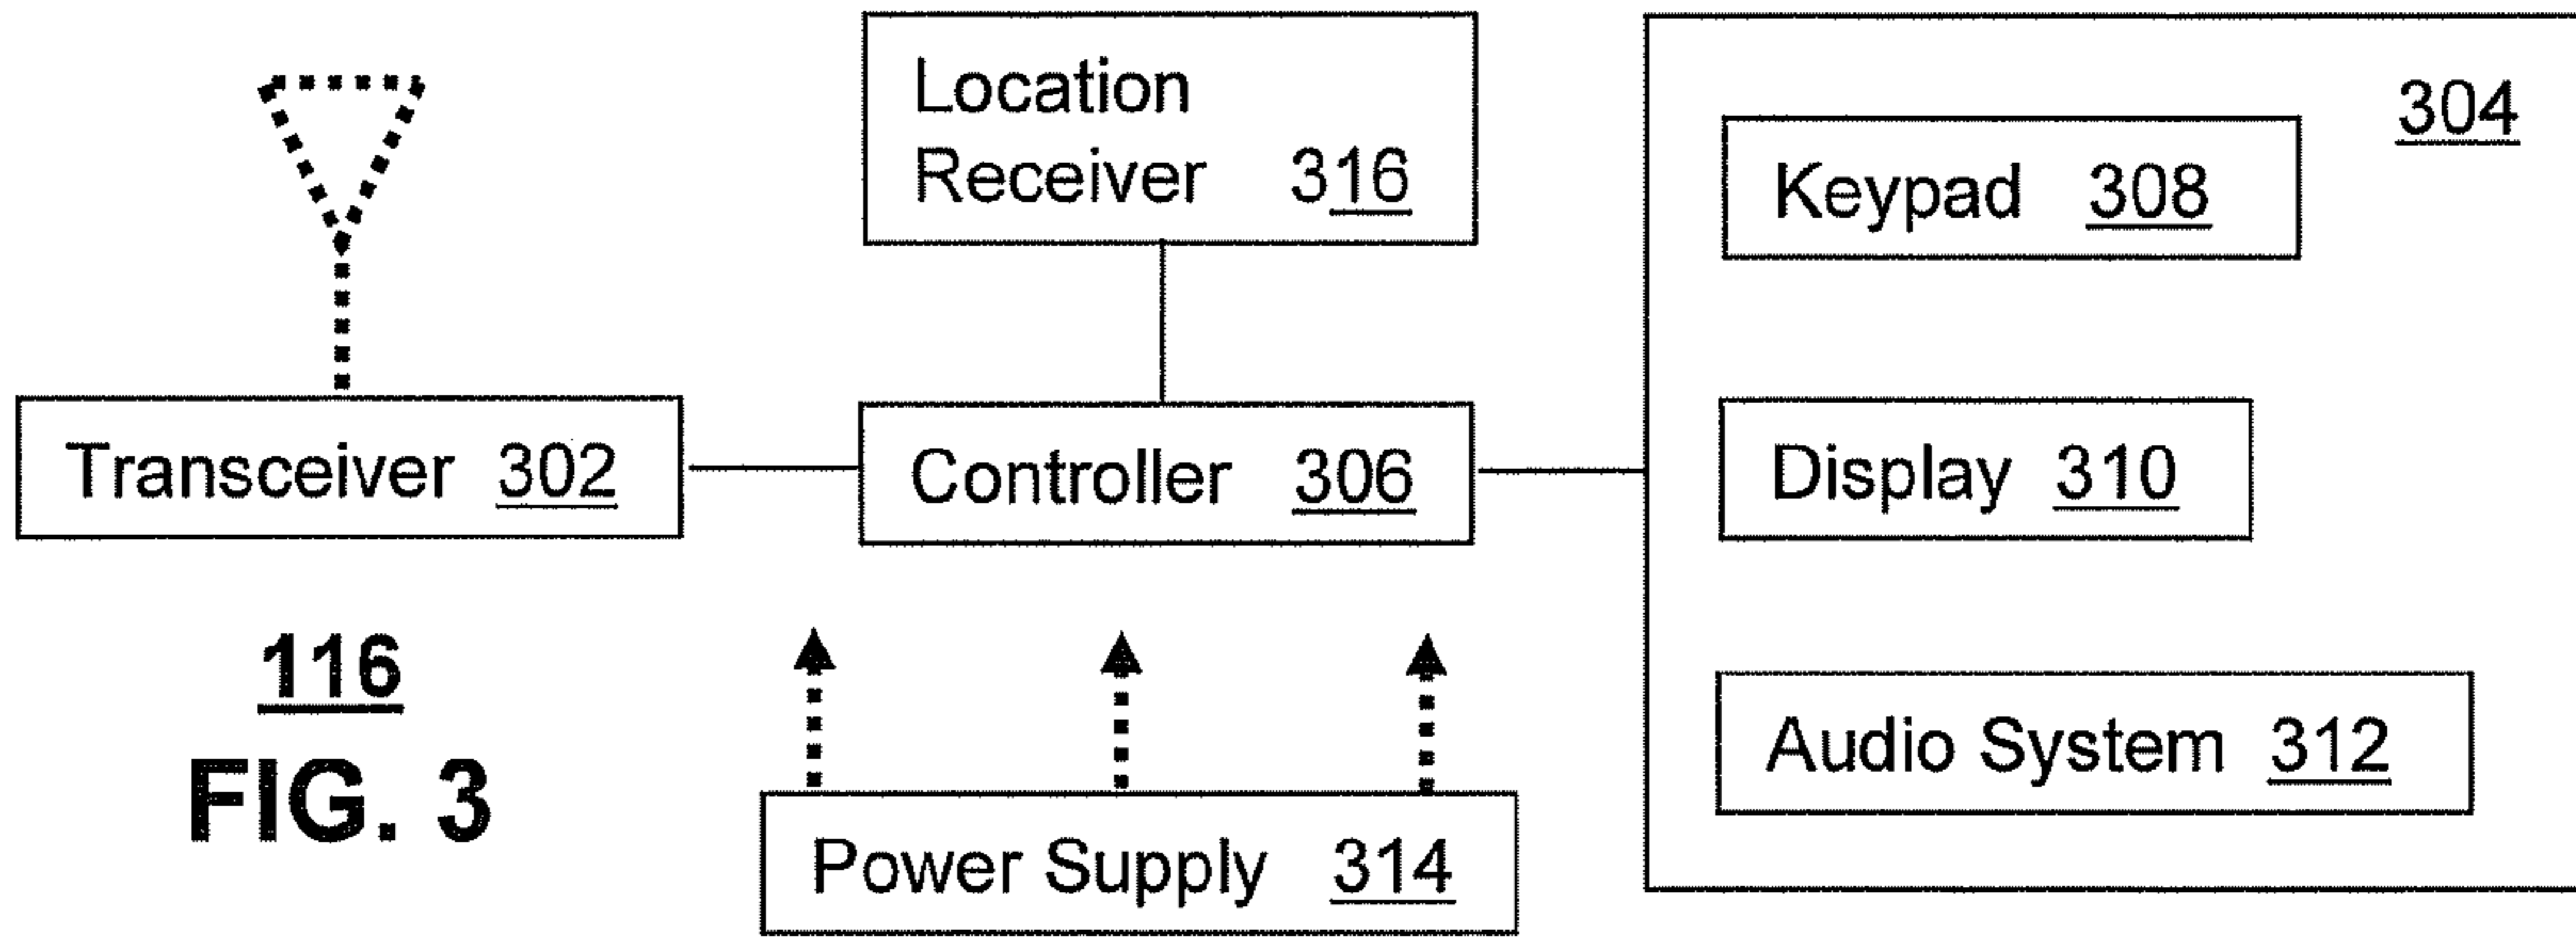 Location
Receiver 316
304
Keypad 308
Transceiver 302
Controller 306
Display 310
116
FIG. 3
Audio System 312
Power Supply 314